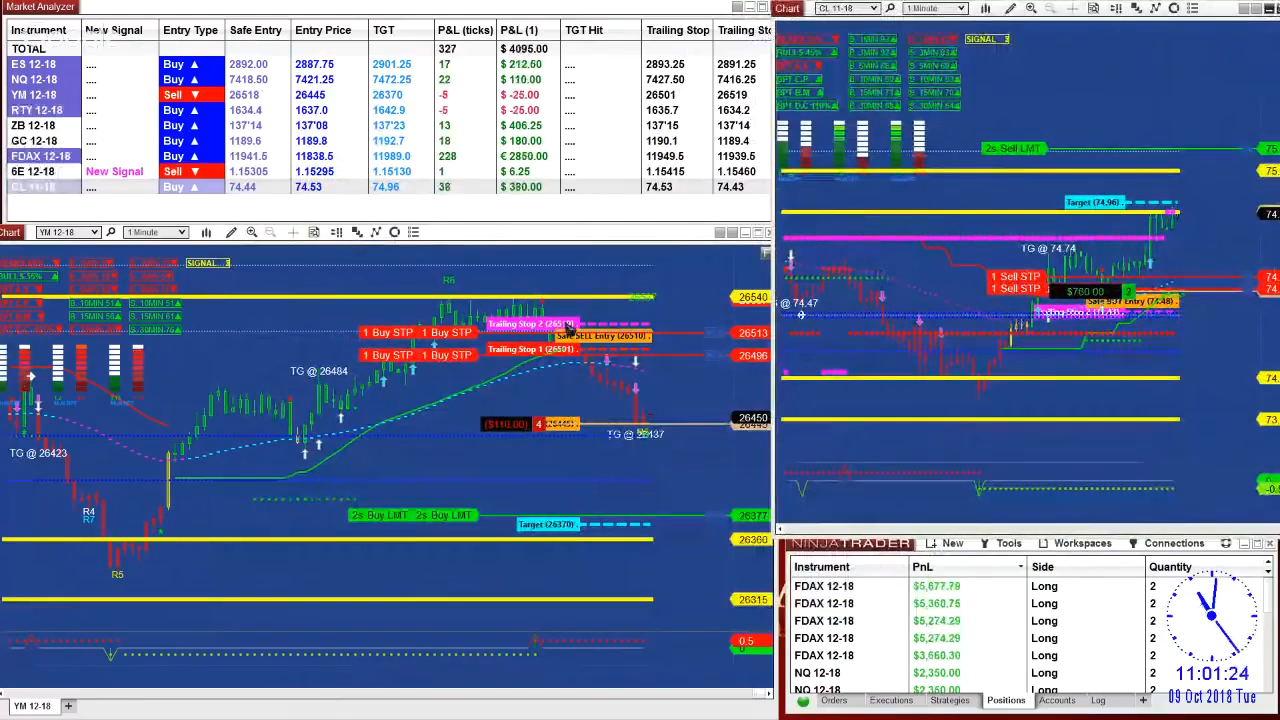 Market Analyzer
Instrument New Signal Entry Type Safe Entry Entry Price TGT P&L (ticks) P&L (1) TGT Hit Trailing Stop Trailing Sto
TOTAL 327 $ 4095.00
ES 12-18 .... Buy ▲ 2892.00 2887.75 2901.25 17 $ 212.50 .... 2893.25 2891.25
NQ 12-18 .... Buy ▲ 7418.50 7421.25 7472.25 22 $ 110.00 .... 7427.50 7416.25
YM 12-18 .... Sell ▼ 26518 26445 26370 -5 $ -25.00 .... 26501 26519
RTY 12-18 .... Buy ▲ 1634.4 1637.0 1642.9 -5 $ -25.00 .... 1635.7 1634.2
ZB 12-18 .... Buy ▲ 137'14 137'08 137'23 13 $ 406.25 .... 137'15 137'11
GC 12-18 .... Buy ▲ 1189.6 1189.8 1192.7 18 $ 180.00 .... 1190.1 1189.4
FDAX 12-18 .... Buy ▲ 11941.5 11838.5 11989.0 228 € 2850.00 .... 11949.5 11939.5
6E 12-18 New Signal Sell ▼ 1.15305 1.15295 1.15130 1 $ 6.25 .... 1.15415 1.15460
CL 11-18 .... Buy ▲ 74.44 74.53 74.96 38 $ 380.00 .... 74.53 74.43
Chart YM 12-18 1 Minute
SIGNAL
R6
26540
Trailing Stop 2
1 Buy STP 1 Buy STP 26513
Safe SELL Entry (26510)
1 Buy STP 1 Buy STP Trailing Stop 1 (26501) 26496
TG @ 26484
26450
($110.00) 4
TG @ 26423
R4
R7
2s Buy LMT 2s Buy LMT 26377
Target (26370)
26360
R5
26315
0.5
YM 12-18 +
Chart CL 11-18 1 Minute
SIGNAL
2s Sell LMT 75.
75.
Target (74.96)
74.
TG @ 74.74
1 Sell STP 74.
1 Sell STP 74.
$760.00 2
@ 74.47
74.
73.
NINJATRADER New Tools Workspaces Connections
Instrument PnL Side Quantity
FDAX 12-18 $5,677.79 Long 2
FDAX 12-18 $5,360.75 Long 2
FDAX 12-18 $5,274.29 Long 2
FDAX 12-18 $5,274.29 Long 2
FDAX 12-18 $3,660.30 Long 2
NQ 12-18 $2,350.00 Long 2
NQ 12-18 $2,350.00 Long 2
Orders Executions Strategies Positions Accounts Log +
11:01:24
09 Oct 2018 Tue